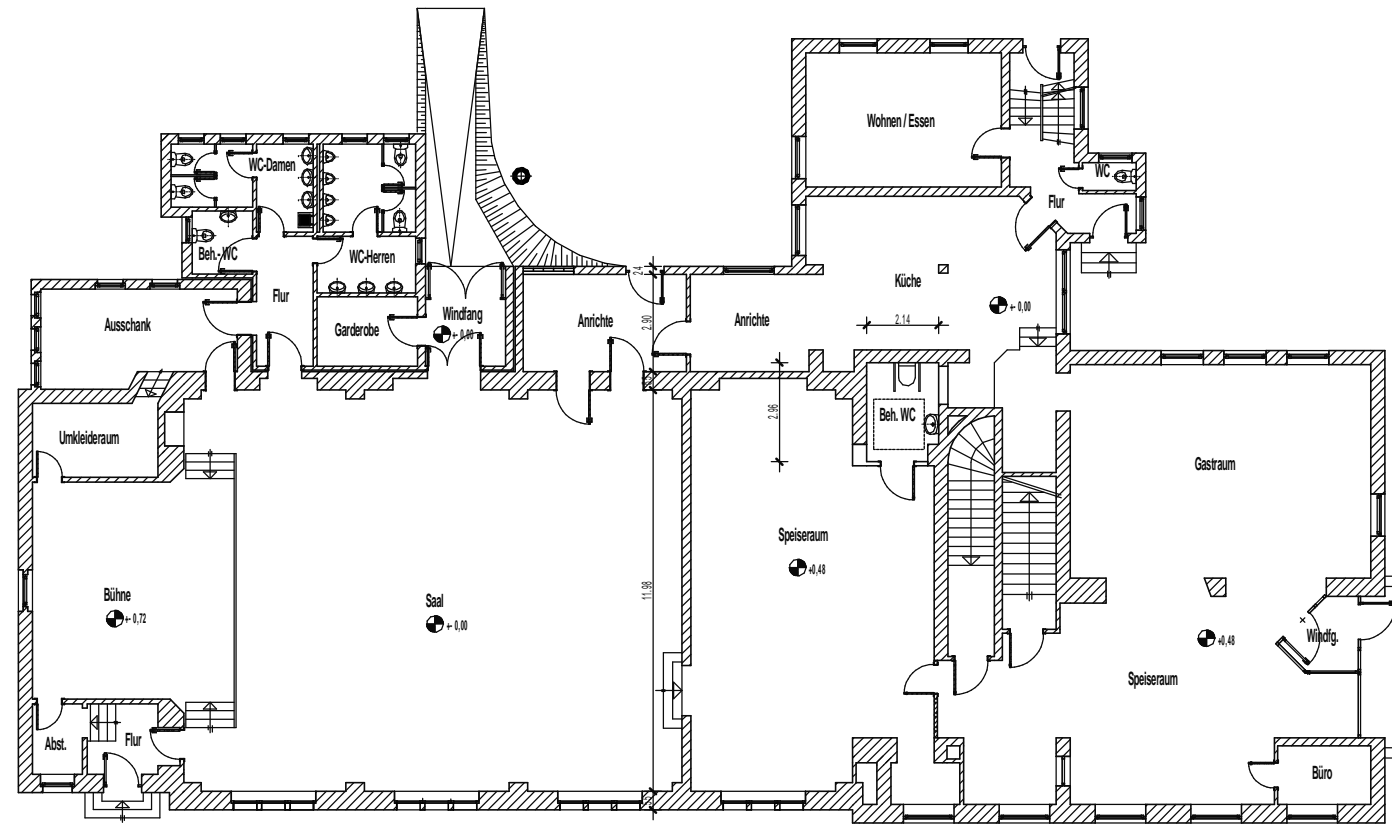 Wohnen / Essen
WC
Flur
WC-Damen
Beh.- WC
WC-Herren
Flur
Garderobe
Windfang
+- 0,00
Ausschank
Anrichte
2.90
Anrichte
Küche
+- 0,00
2.14
Umkleideraum
2.96
Beh. WC
Gastraum
Speiseraum
+0,48
Bühne
+- 0,72
Saal
+- 0,00
11.98
Windfg.
+0,48
Speiseraum
Abst.
Flur
Büro